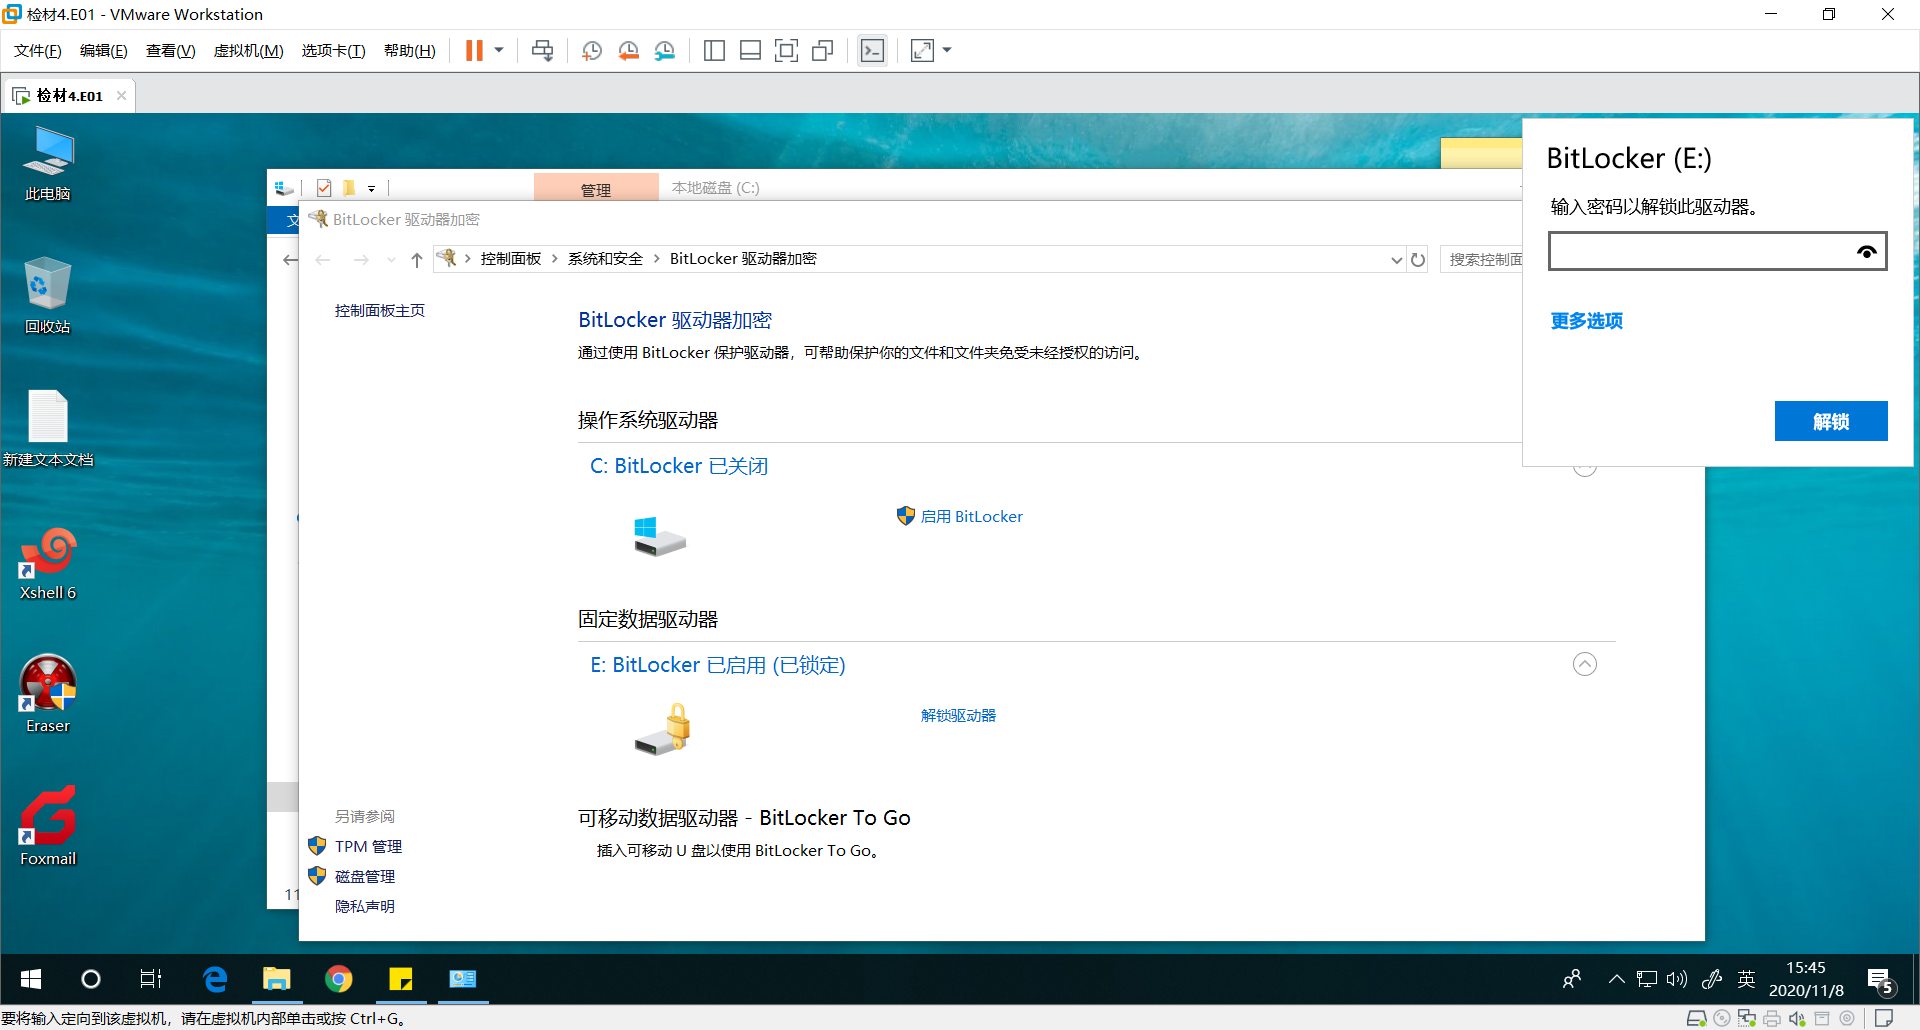 检材4.E01 - VMware Workstation
文件(F) 编辑(E) 查看(V) 虚拟机(M) 选项卡(T) 帮助(H)
检材4.E01
此电脑
回收站
新建文本文档
Xshell 6
Eraser
Foxmail
管理
本地磁盘 (C:)
文
BitLocker 驱动器加密
控制面板 › 系统和安全 › BitLocker 驱动器加密
搜索控制面
控制面板主页
BitLocker 驱动器加密
通过使用 BitLocker 保护驱动器，可帮助保护你的文件和文件夹免受未经授权的访问。
操作系统驱动器
C: BitLocker 已关闭
启用 BitLocker
固定数据驱动器
E: BitLocker 已启用 (已锁定)
解锁驱动器
可移动数据驱动器 - BitLocker To Go
插入可移动 U 盘以使用 BitLocker To Go。
另请参阅
TPM 管理
磁盘管理
隐私声明
11
BitLocker (E:)
输入密码以解锁此驱动器。
更多选项
解锁
英
15:45
2020/11/8
5
要将输入定向到该虚拟机，请在虚拟机内部单击或按 Ctrl+G。